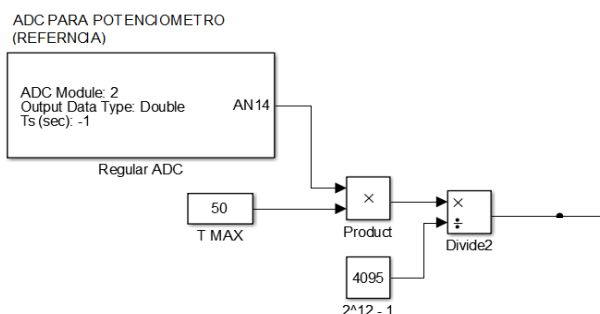 ADC PARA POTENCIOMETRO
(REFERNCIA)
ADC Module: 2
Output Data Type: Double
Ts (sec): -1
AN14
Regular ADC
50
T MAX
×
Product
×
÷
Divide2
4095
2^12 - 1